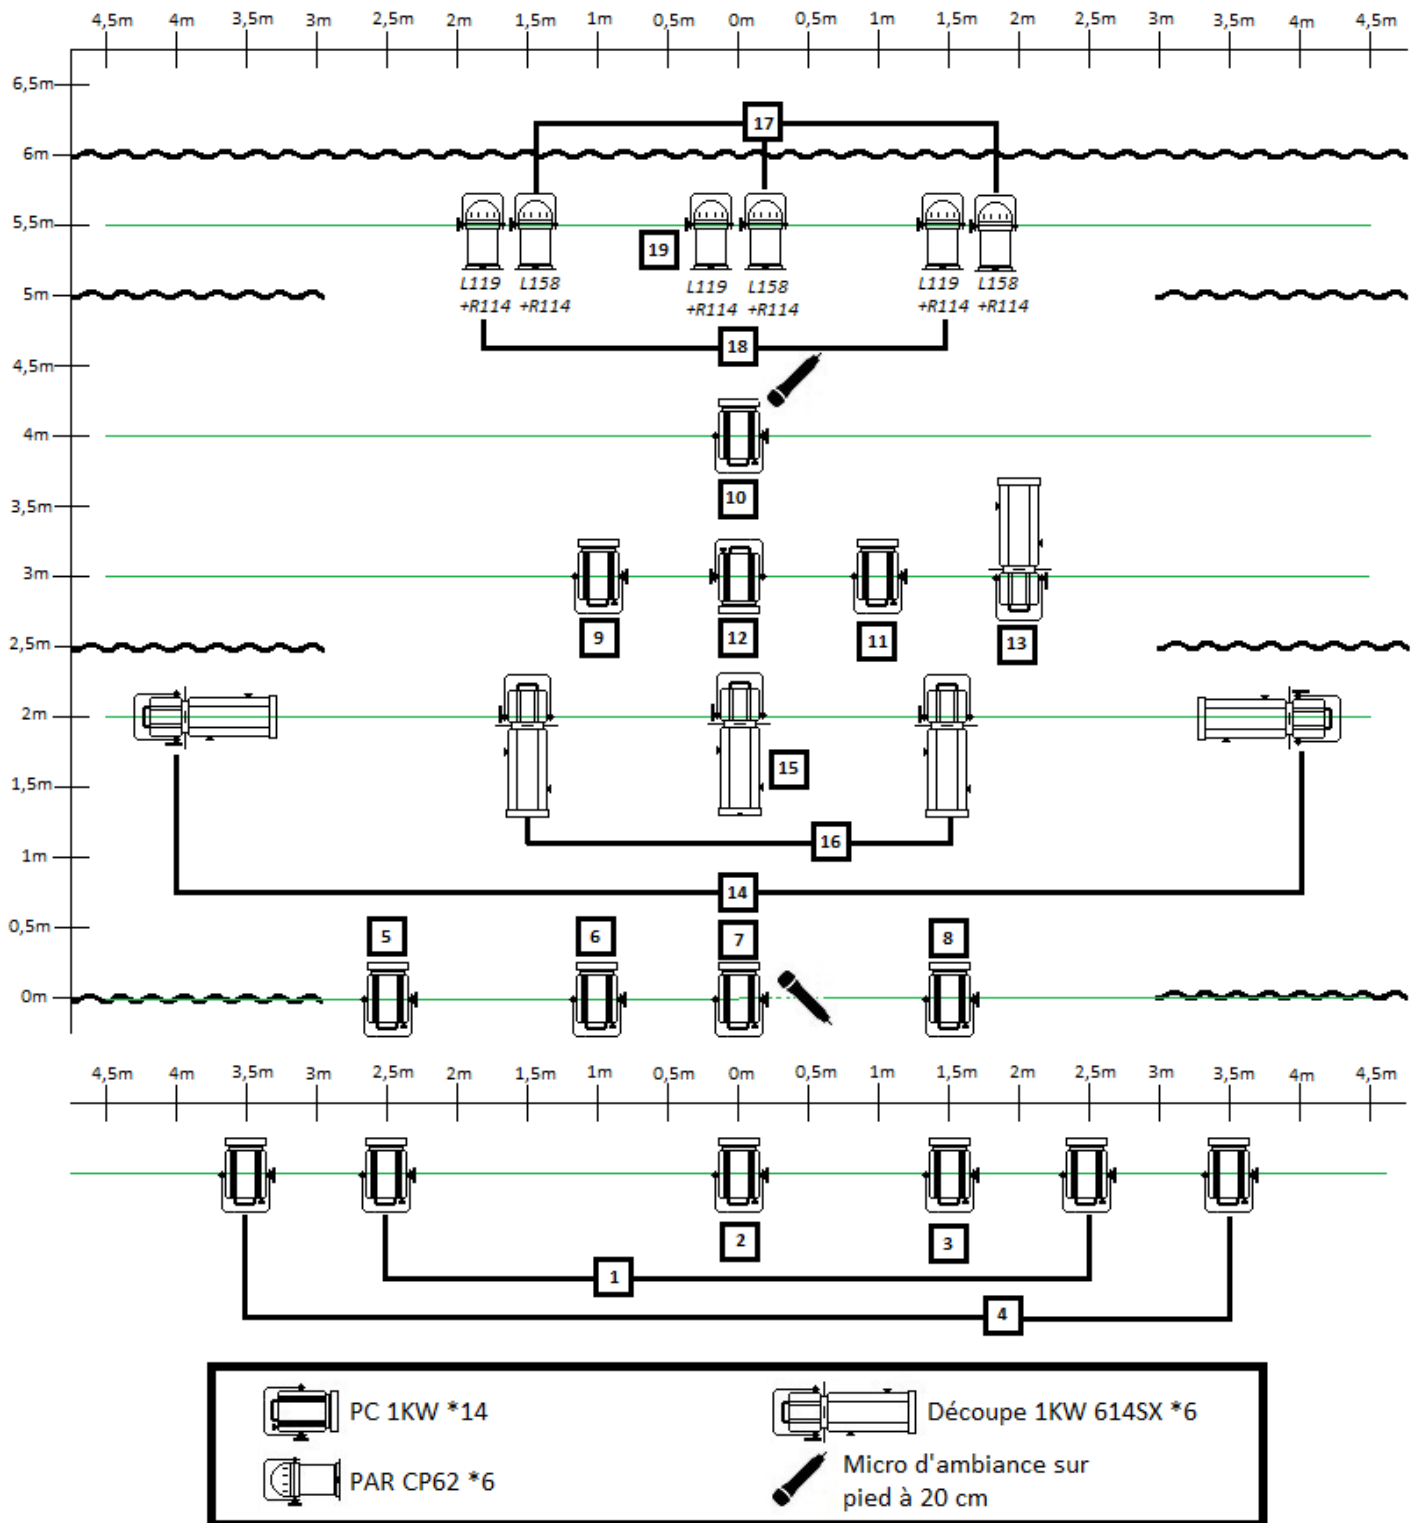 4,5m 4m 3,5m 3m 2,5m 2m 1,5m 1m 0,5m 0m 0,5m 1m 1,5m 2m 2,5m 3m 3,5m 4m 4,5m
6,5m
17
6m
5,5m
19
L119 L158 L119 L158 L119 L158
+R114 +R114 +R114 +R114 +R114 +R114
5m
18
4,5m
4m
10
3,5m
3m
9 12 11 13
2,5m
2m
15
1,5m
16
1m
14
5 6 7 8
0,5m
0m
4,5m 4m 3,5m 3m 2,5m 2m 1,5m 1m 0,5m 0m 0,5m 1m 1,5m 2m 2,5m 3m 3,5m 4m 4,5m
2 3
1
4
PC 1KW *14
Découpe 1KW 614SX *6
PAR CP62 *6
Micro d'ambiance sur
pied à 20 cm